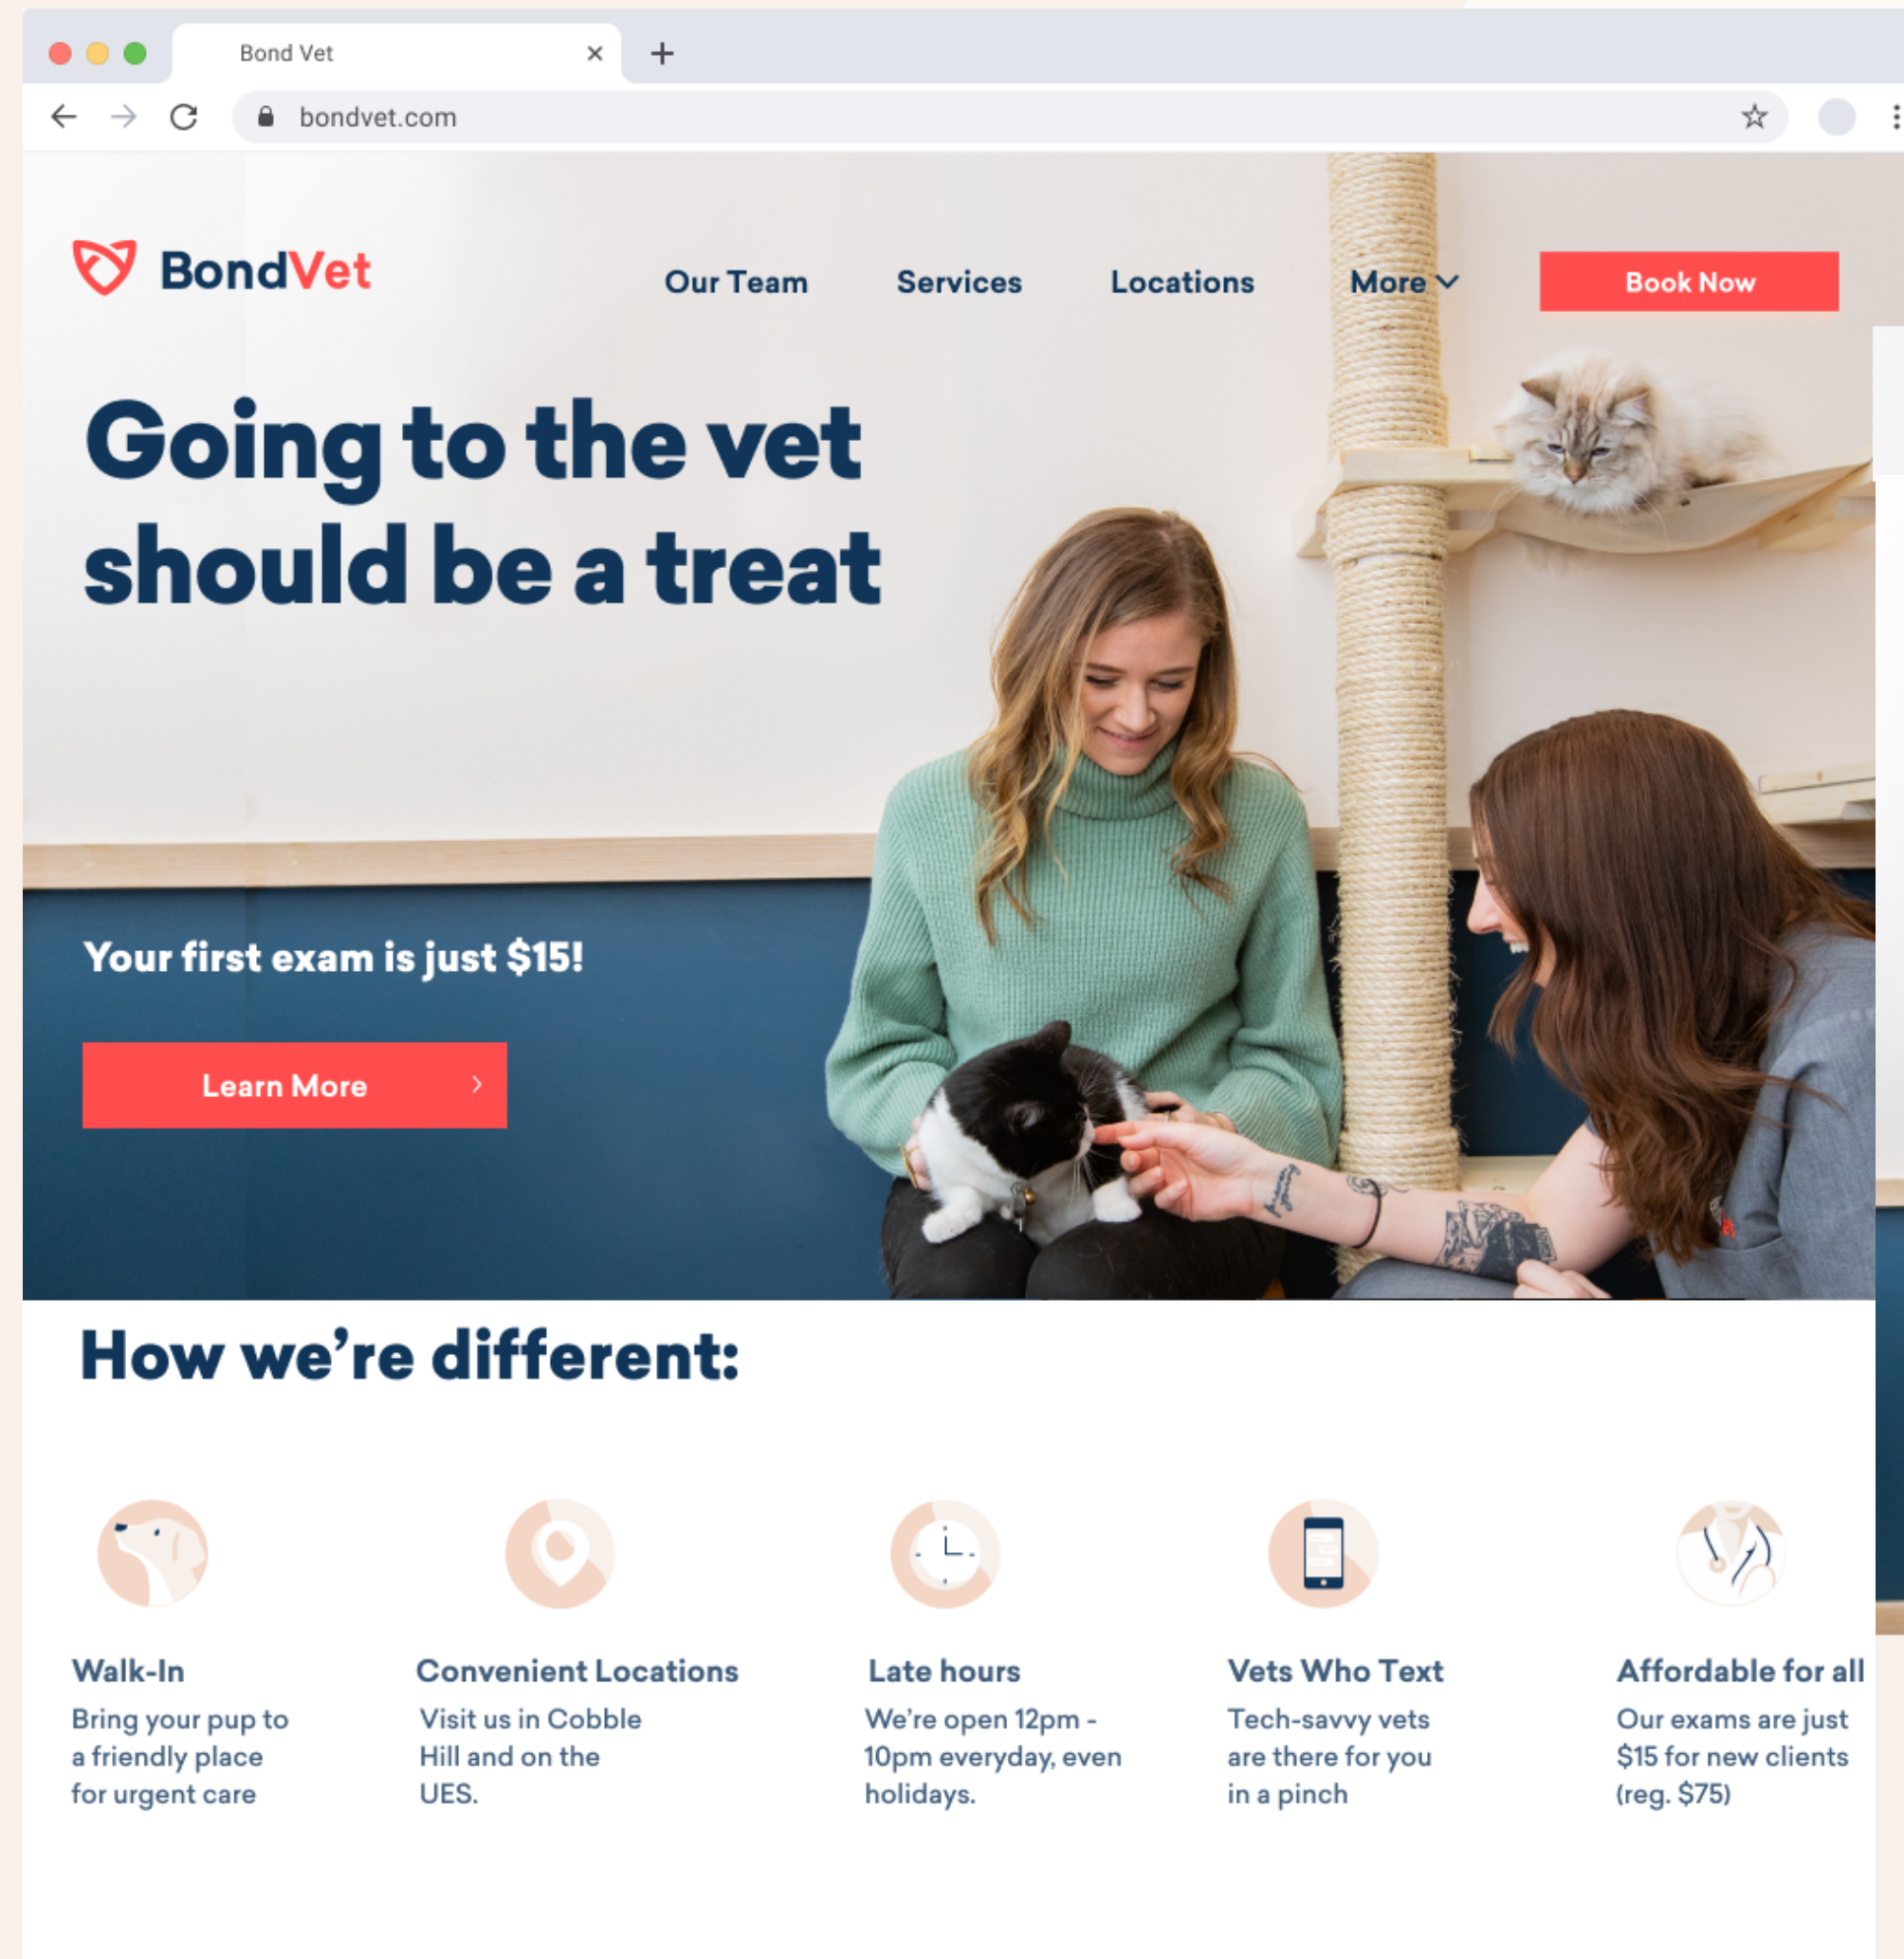 Bond Vet
bondvet.com
BondVet
Our Team
Services
Locations
More
Book Now
Going to the vet
should be a treat
Your first exam is just $15!
Learn More
How we’re different:
Walk-In
Bring your pup to
a friendly place
for urgent care
Convenient Locations
Visit us in Cobble
Hill and on the
UES.
Late hours
We’re open 12pm -
10pm everyday, even
holidays.
Vets Who Text
Tech-savvy vets
are there for you
in a pinch
Affordable for all
Our exams are just
$15 for new clients
(reg. $75)